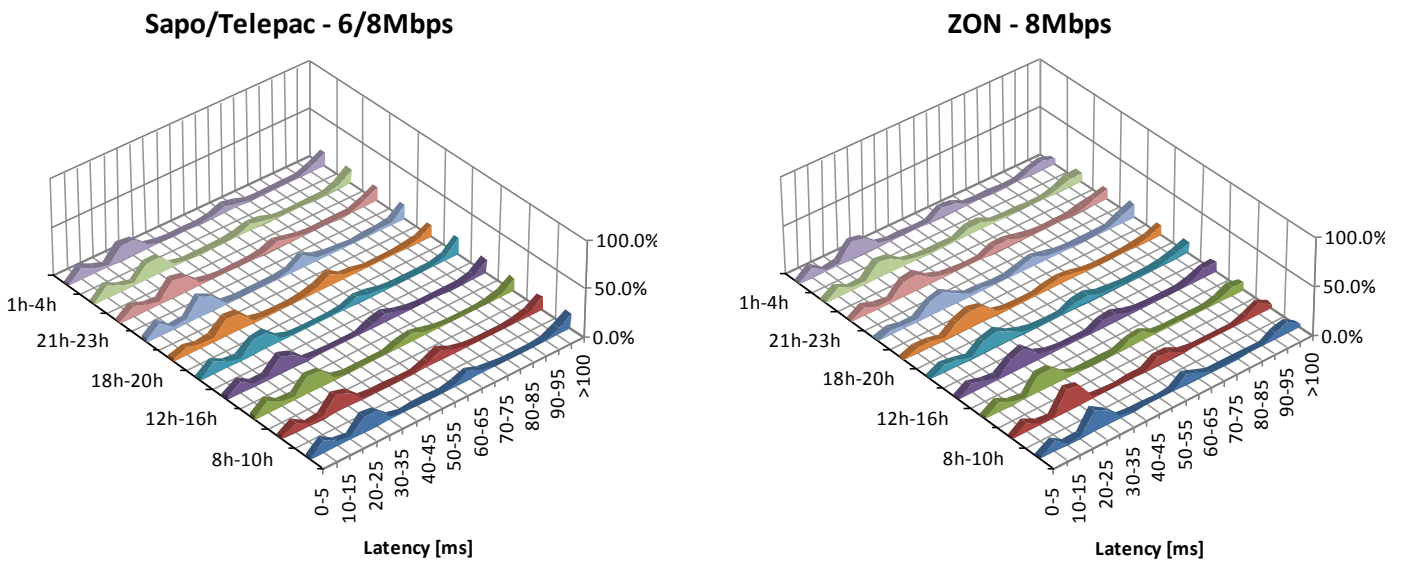 Sapo/Telepac - 6/8Mbps
100.0%
50.0%
0.0%
1h-4h
21h-23h
18h-20h
12h-16h
8h-10h
0-5
10-15
20-25
30-35
40-45
50-55
60-65
70-75
80-85
90-95
>100
Latency [ms]
ZON - 8Mbps
100.0%
50.0%
0.0%
1h-4h
21h-23h
18h-20h
12h-16h
8h-10h
0-5
10-15
20-25
30-35
40-45
50-55
60-65
70-75
80-85
90-95
>100
Latency [ms]